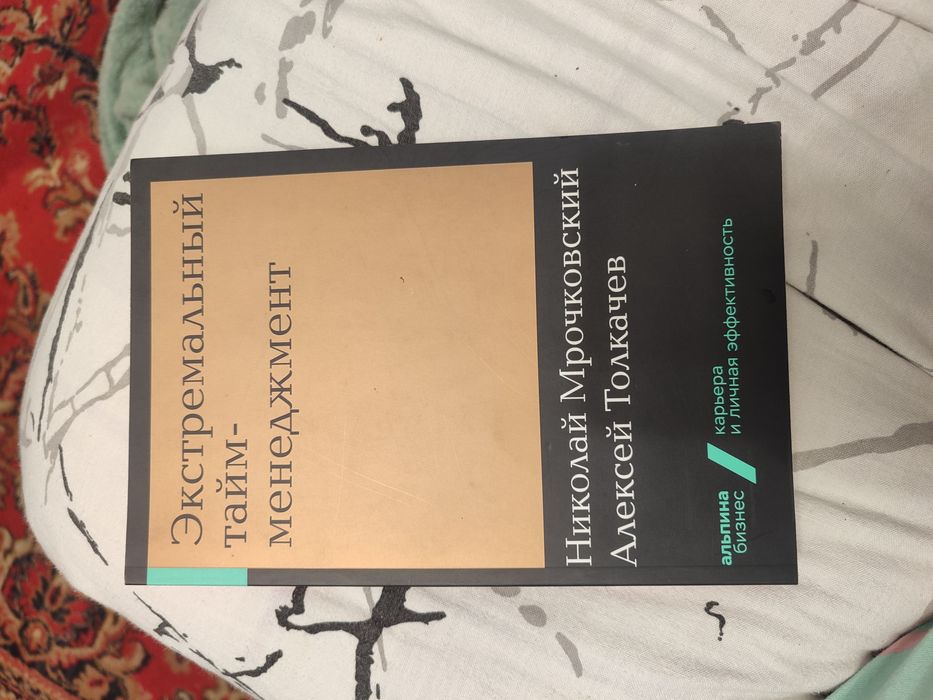 Экстремальный
тайм-
менеджмент
Николай Мрочковский
Алексей Толкачев
альпина
бизнес
карьера
и личная эффективность